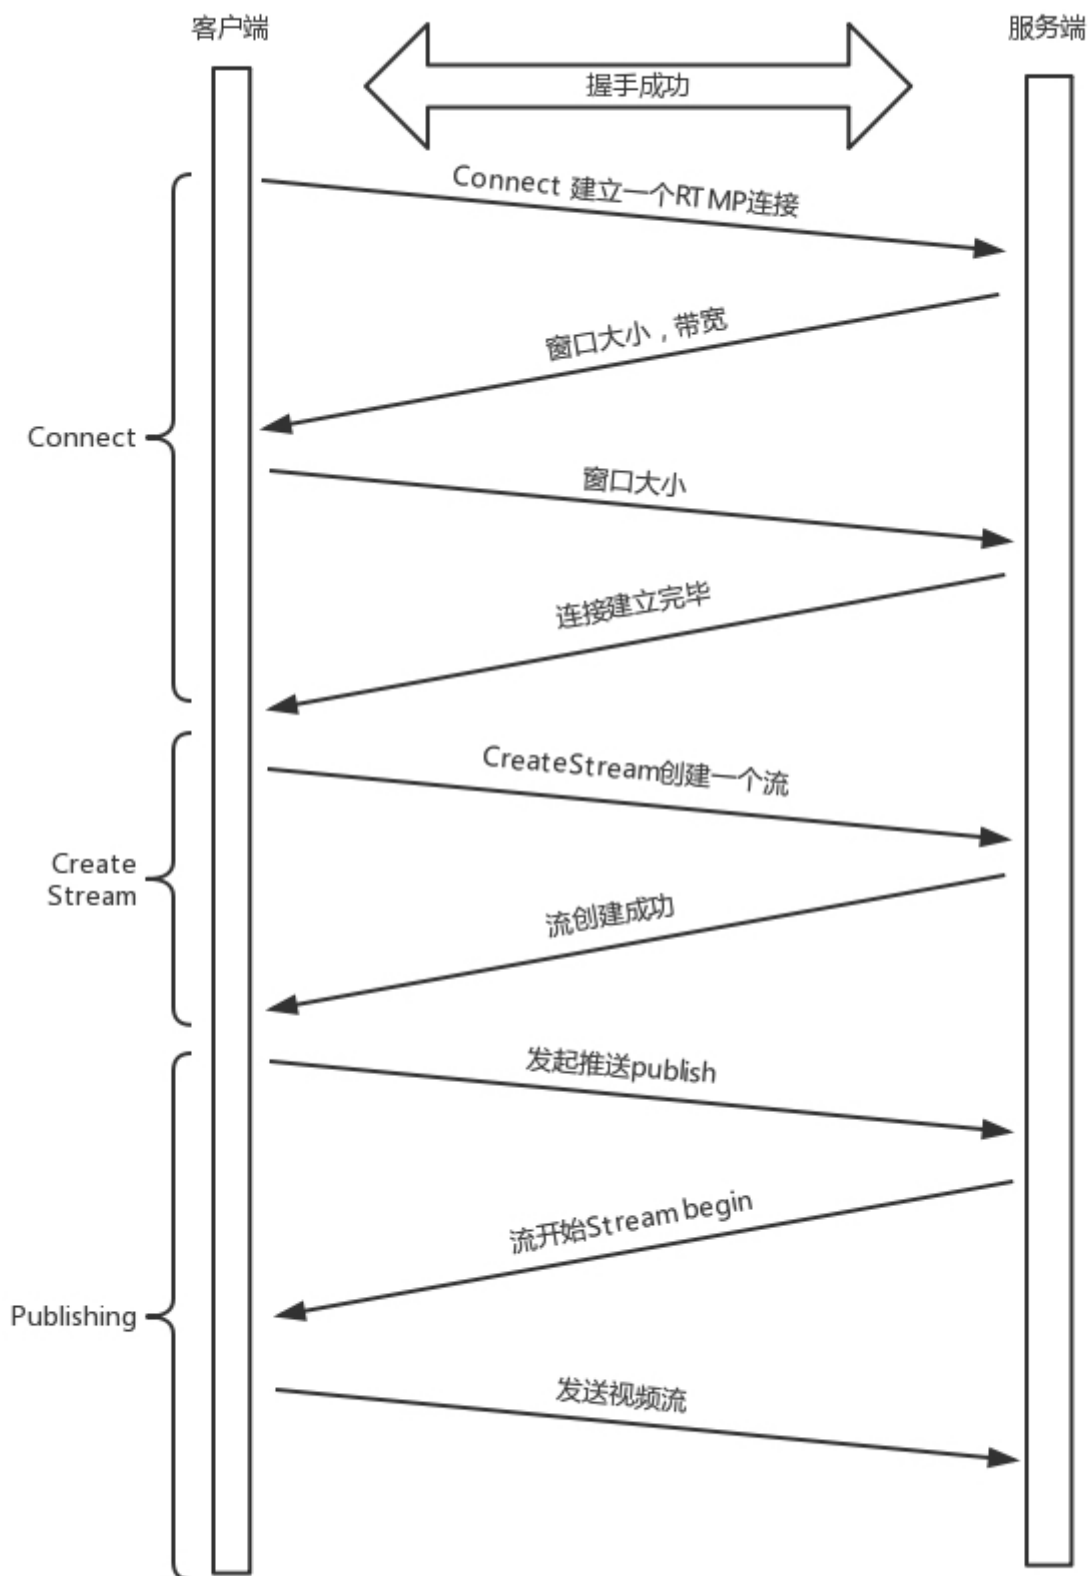 客户端
服务端
握手成功
Connect 建立一个RTMP连接
窗口大小，带宽
Connect
窗口大小
连接建立完毕
CreateStream创建一个流
Create
Stream
流创建成功
发起推送publish
流开始Stream begin
Publishing
发送视频流